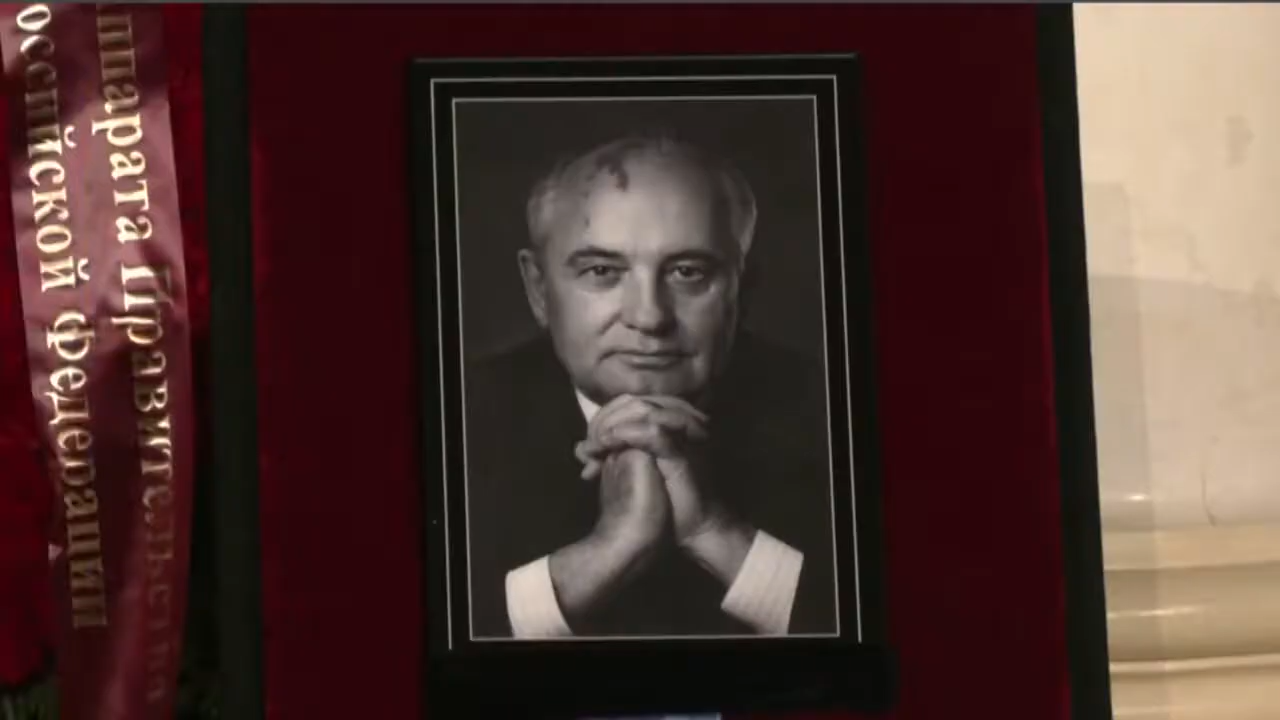 ппарата Правительства
оссийской федерации